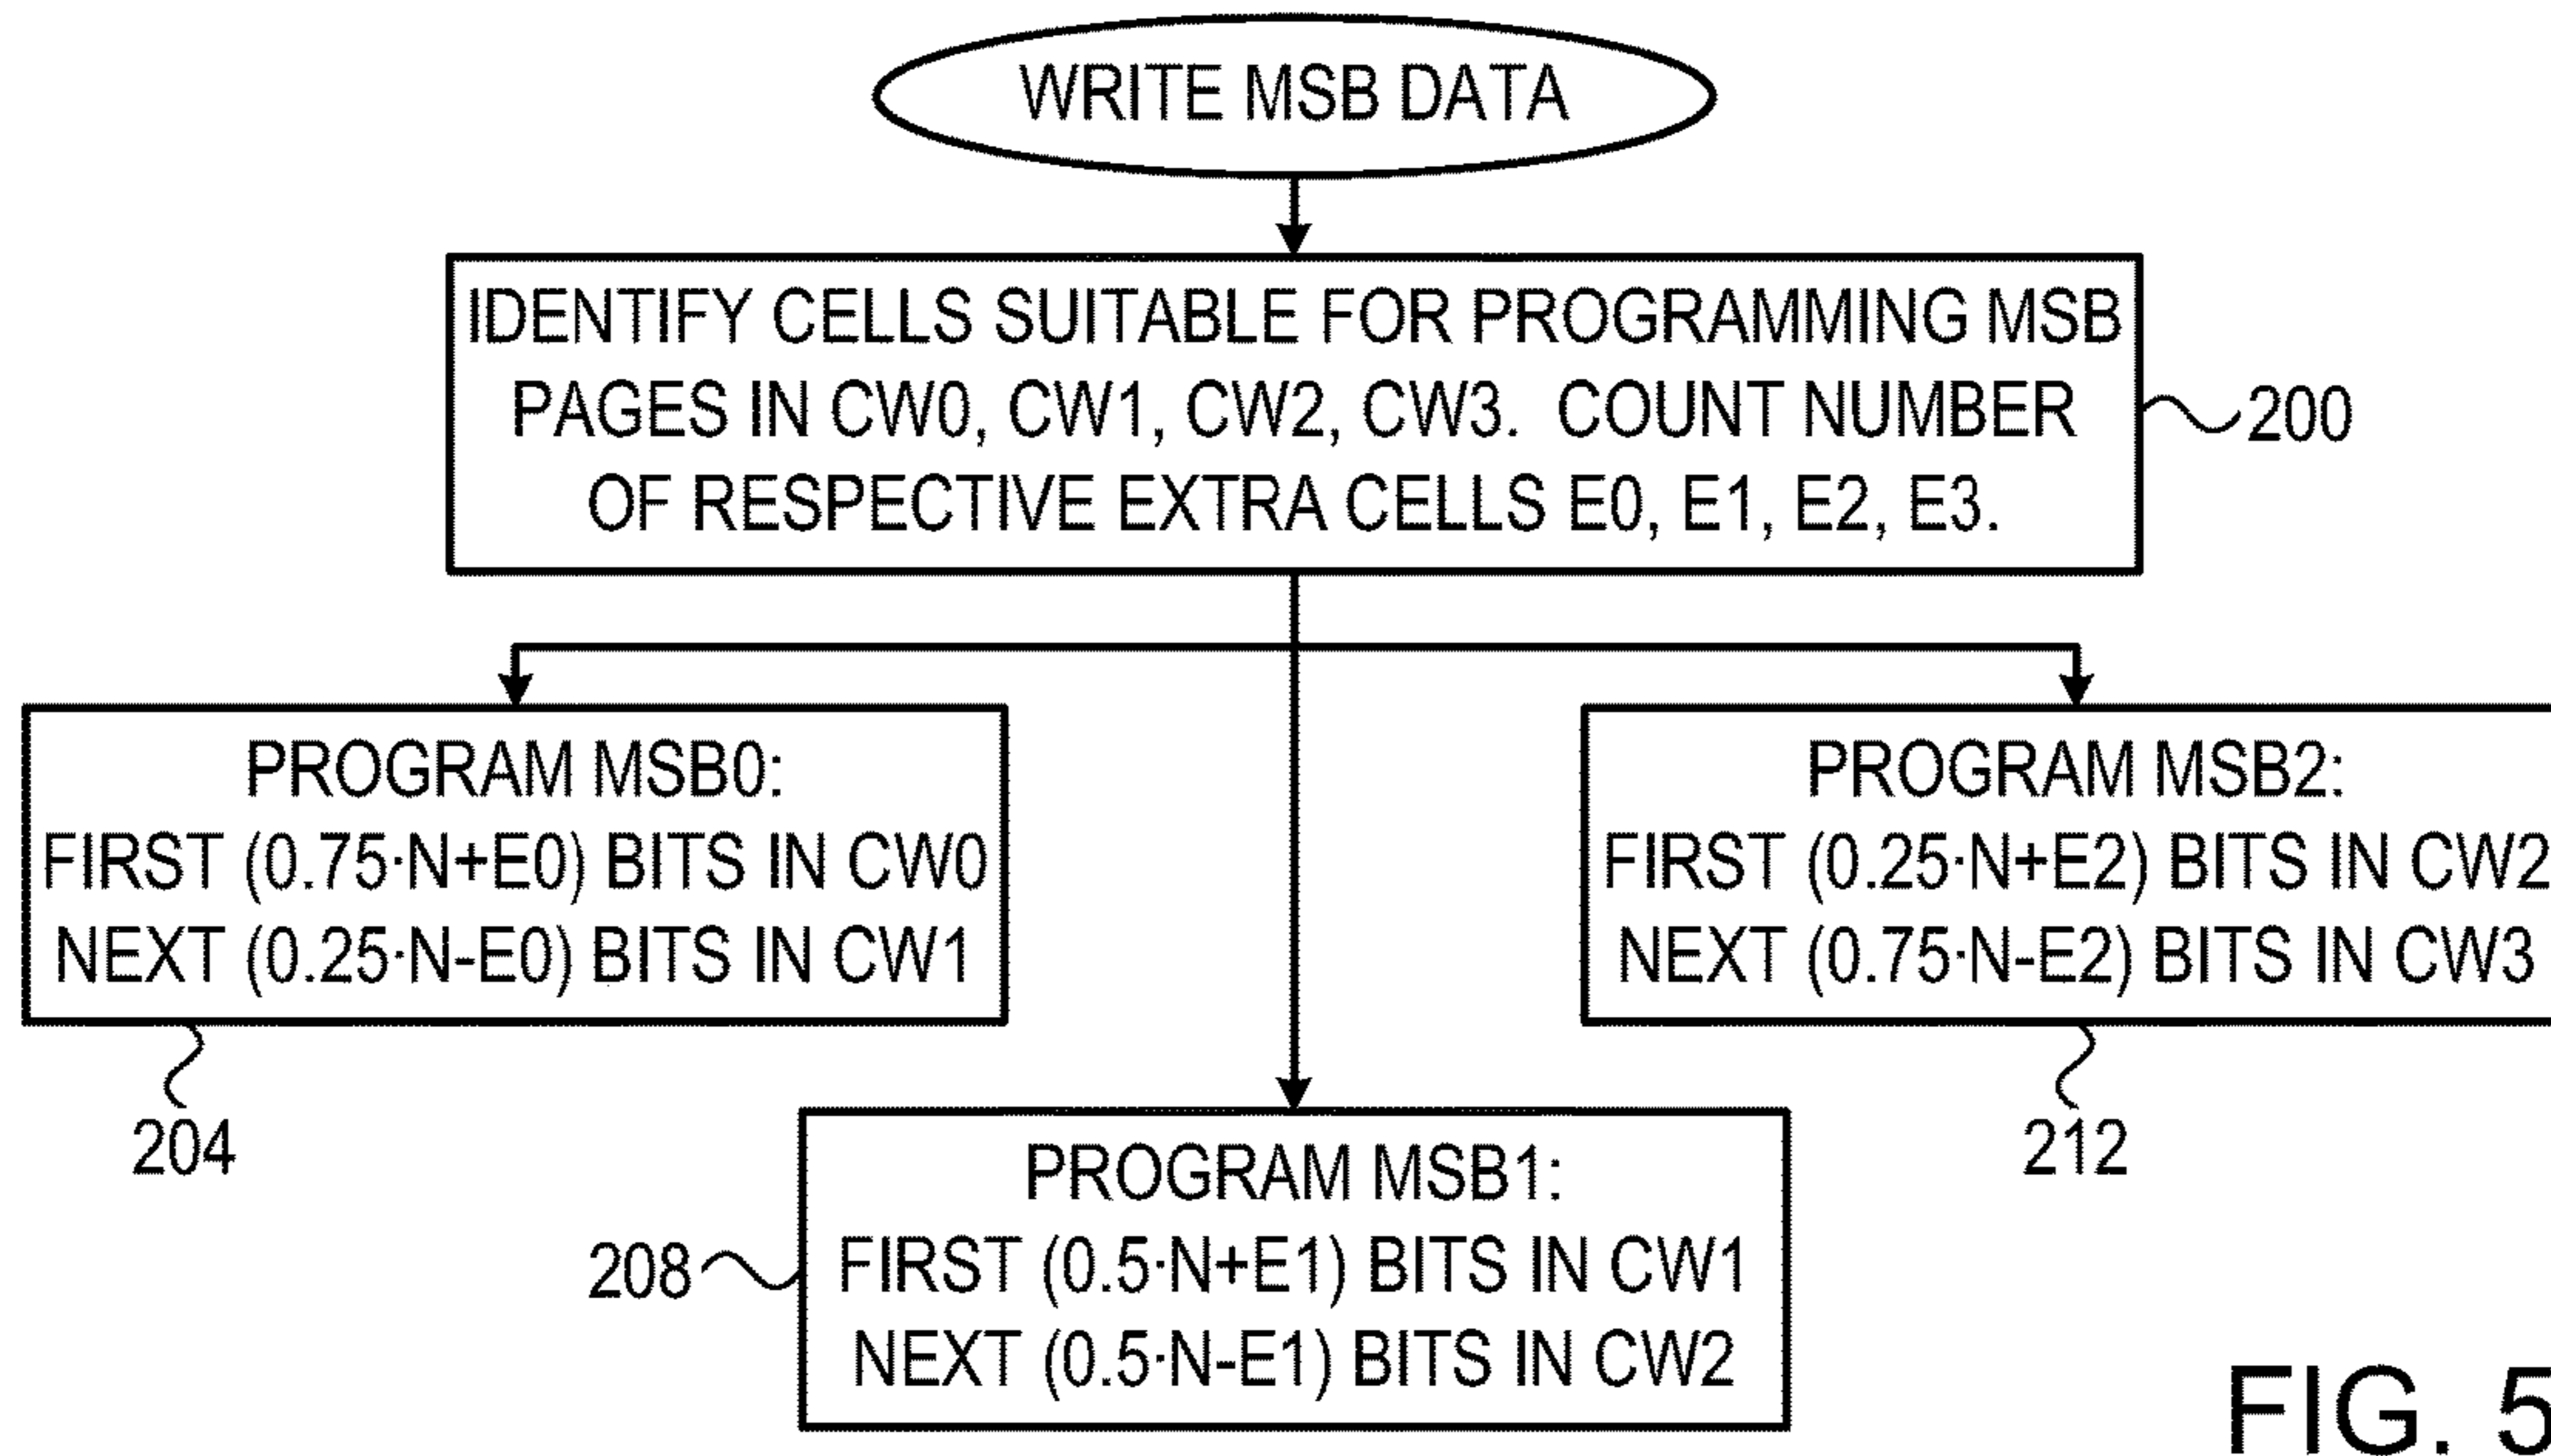 WRITE MSB DATA
IDENTIFY CELLS SUITABLE FOR PROGRAMMING MSB
PAGES IN CW0, CW1, CW2, CW3. COUNT NUMBER
OF RESPECTIVE EXTRA CELLS E0, E1, E2, E3.
200
PROGRAM MSB0:
FIRST (0.75·N+E0) BITS IN CW0
NEXT (0.25·N-E0) BITS IN CW1
204
PROGRAM MSB2:
FIRST (0.25·N+E2) BITS IN CW2
NEXT (0.75·N-E2) BITS IN CW3
212
PROGRAM MSB1:
FIRST (0.5·N+E1) BITS IN CW1
NEXT (0.5·N-E1) BITS IN CW2
208
FIG. 5